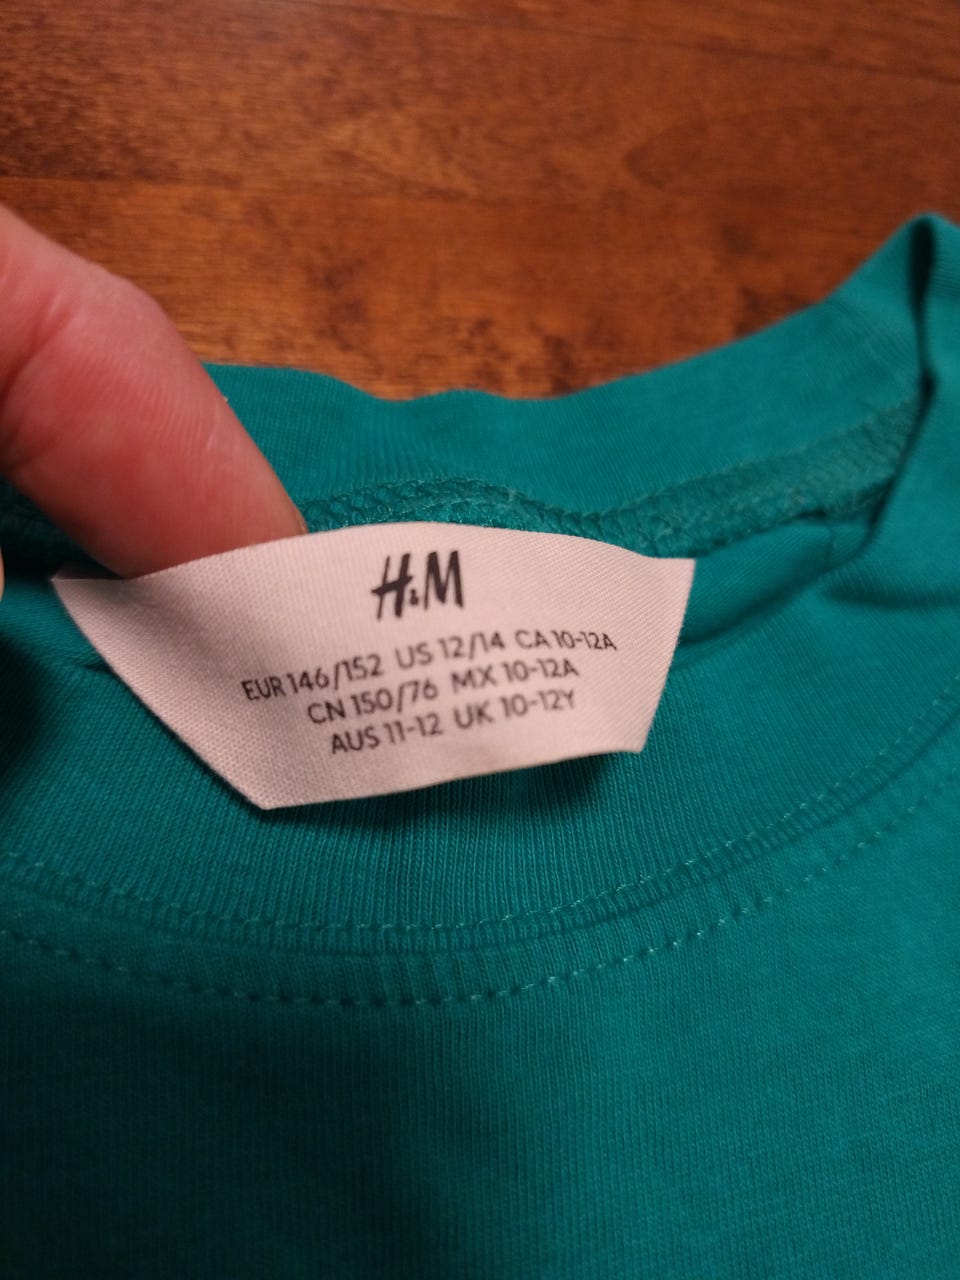 H&M
EUR 146/152 US 12/14 CA 10-12A
CN 150/76 MX 10-12A
AUS 11-12 UK 10-12Y